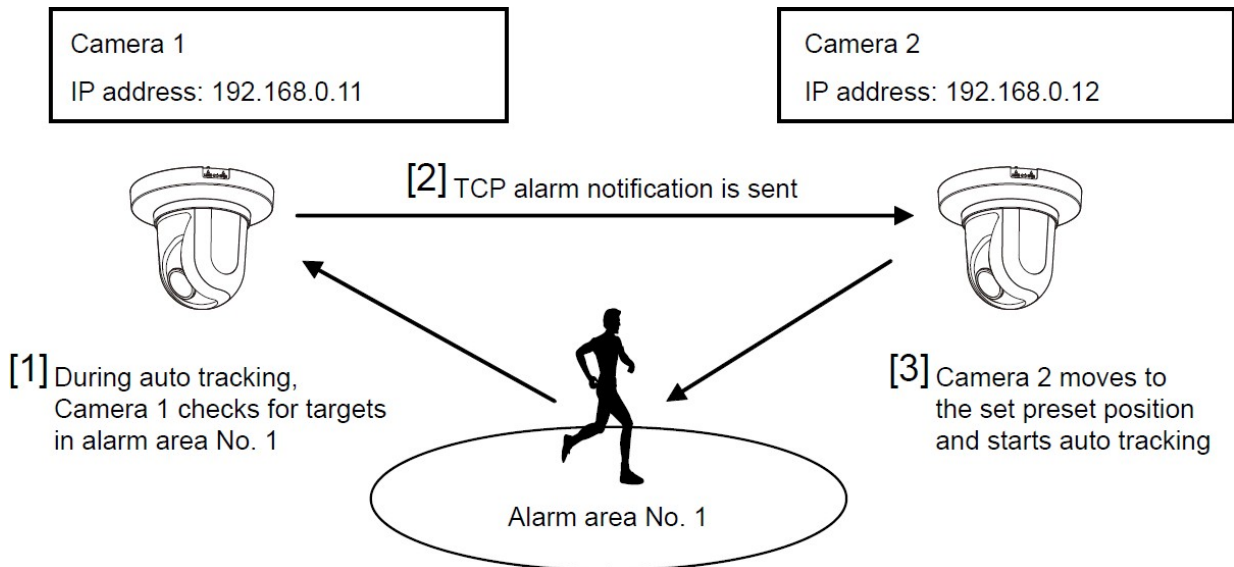 Camera 1
IP address: 192.168.0.11
Camera 2
IP address: 192.168.0.12
[2] TCP alarm notification is sent
[1] During auto tracking,
Camera 1 checks for targets
in alarm area No. 1
[3] Camera 2 moves to
the set preset position
and starts auto tracking
Alarm area No. 1